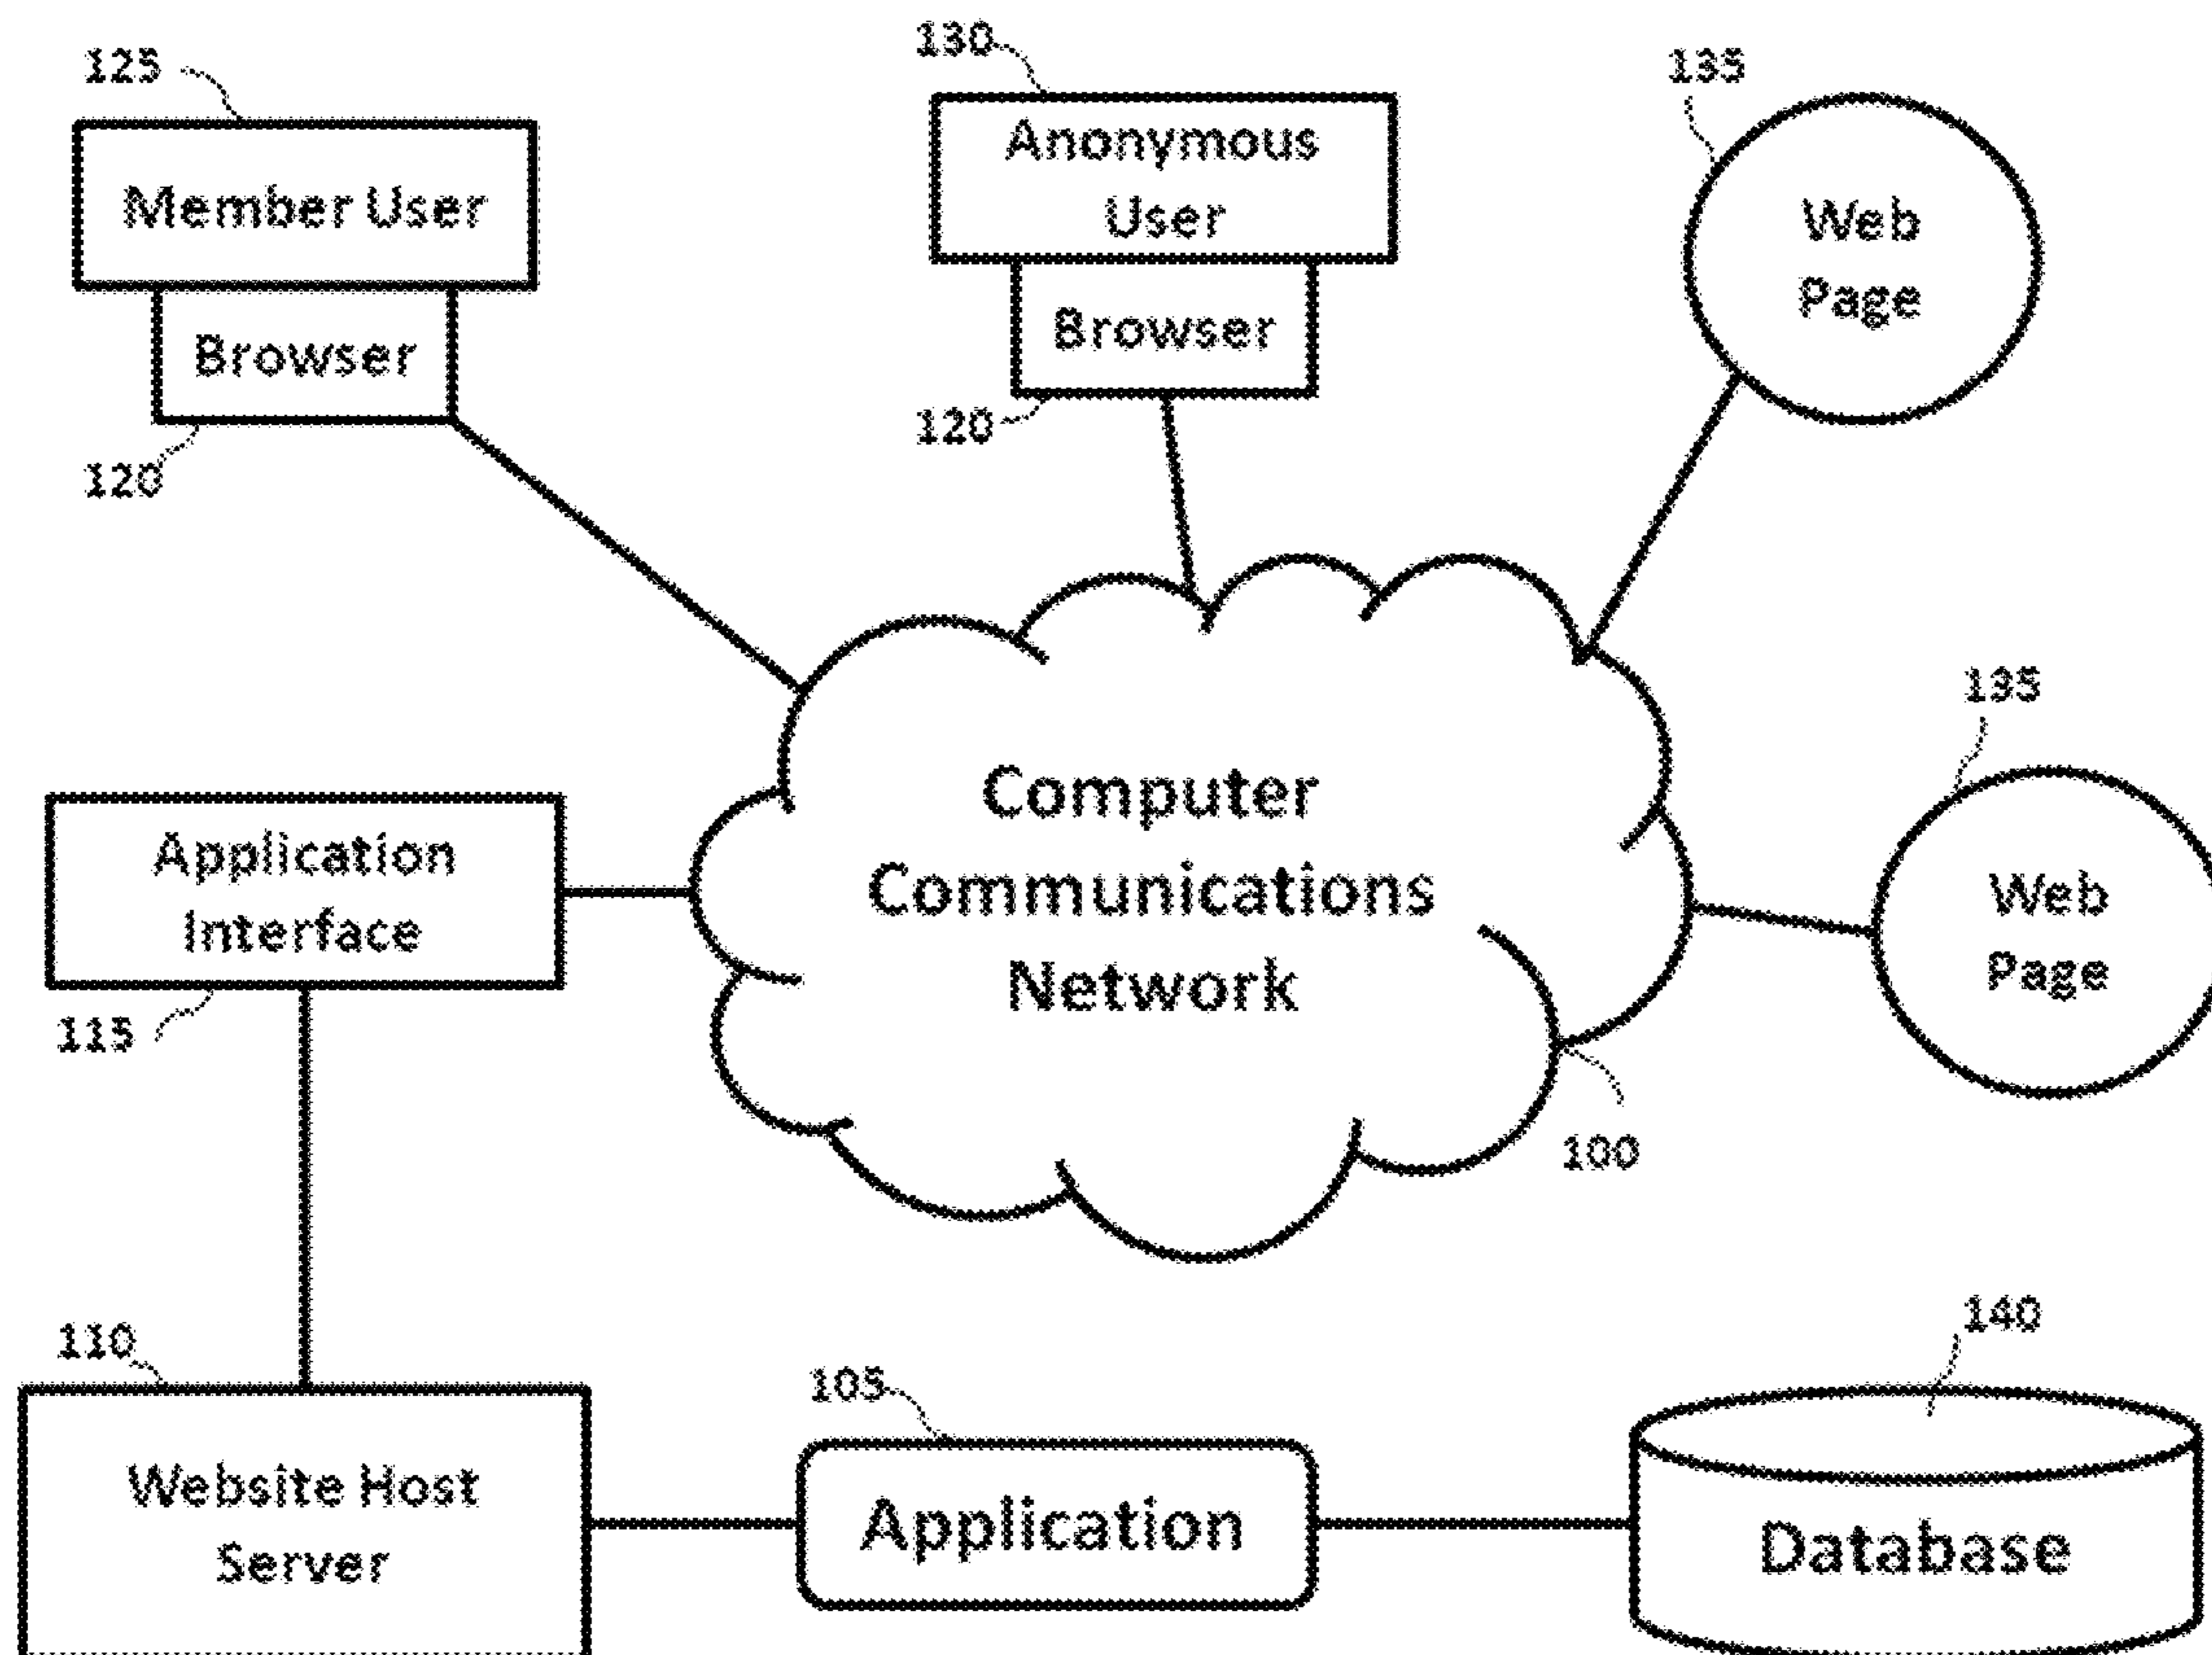 125
Member User
Browser
120
130
Anonymous
User
Browser
120
135
Web
Page
135
Web
Page
Computer
Communications
Network
100
Application
Interface
115
110
Website Host
Server
105
Application
140
Database